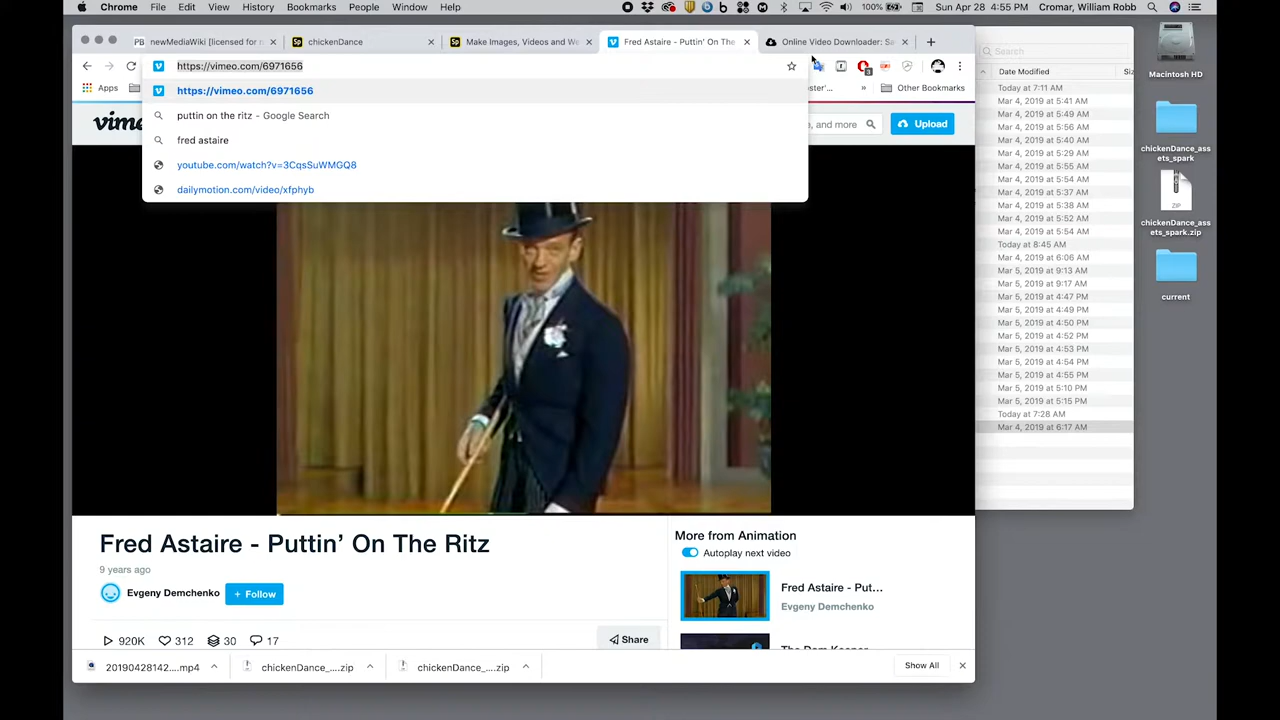 Chrome File Edit View History Bookmarks People Window Help 100% Sun Apr 28 4:55 PM Cromar, William Robb
newMediaWiki [licensed for n
chickenDance
Make Images, Videos and We
Fred Astaire - Puttin' On The
Online Video Downloader: Sa
https://vimeo.com/6971656
Apps
Other Bookmarks
https://vimeo.com/6971656
puttin on the ritz - Google Search
fred astaire
youtube.com/watch?v=3CqsSuWMGQ8
dailymotion.com/video/xfphyb
, and more
Upload
Fred Astaire - Puttin' On The Ritz
9 years ago
Evgeny Demchenko
+ Follow
920K 312 30 17
Share
More from Animation
Autoplay next video
Fred Astaire - Put...
Evgeny Demchenko
20190428142....mp4
chickenDance_....zip
chickenDance_....zip
Show All
Search
Date Modified
Today at 7:11 AM
Mar 4, 2019 at 5:41 AM
Mar 4, 2019 at 5:49 AM
Mar 4, 2019 at 5:56 AM
Mar 4, 2019 at 5:40 AM
Mar 4, 2019 at 5:29 AM
Mar 4, 2019 at 5:55 AM
Mar 4, 2019 at 5:54 AM
Mar 4, 2019 at 5:37 AM
Mar 4, 2019 at 5:38 AM
Mar 4, 2019 at 5:52 AM
Mar 4, 2019 at 5:54 AM
Today at 8:45 AM
Mar 4, 2019 at 6:06 AM
Mar 5, 2019 at 9:13 AM
Mar 5, 2019 at 9:17 AM
Mar 5, 2019 at 4:47 PM
Mar 5, 2019 at 4:49 PM
Mar 5, 2019 at 4:50 PM
Mar 5, 2019 at 4:52 PM
Mar 5, 2019 at 4:53 PM
Mar 5, 2019 at 4:54 PM
Mar 5, 2019 at 4:55 PM
Mar 5, 2019 at 5:10 PM
Mar 5, 2019 at 5:15 PM
Today at 7:28 AM
Mar 4, 2019 at 6:17 AM
Macintosh HD
chickenDance_ass
ets_spark
ZIP
chickenDance_ass
ets_spark.zip
current